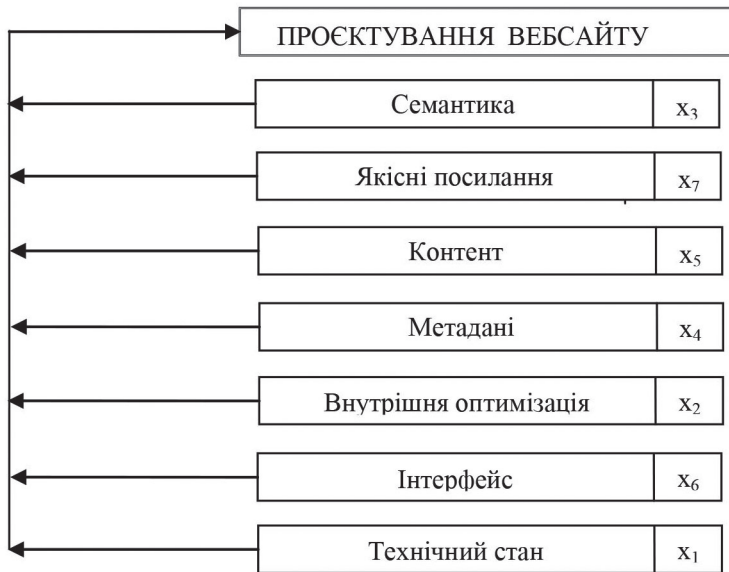 ПРОЄКТУВАННЯ ВЕБСАЙТУ
Семантика x₃
Якісні посилання x₇
Контент x₅
Метадані x₄
Внутрішня оптимізація x₂
Інтерфейс x₆
Технічний стан x₁